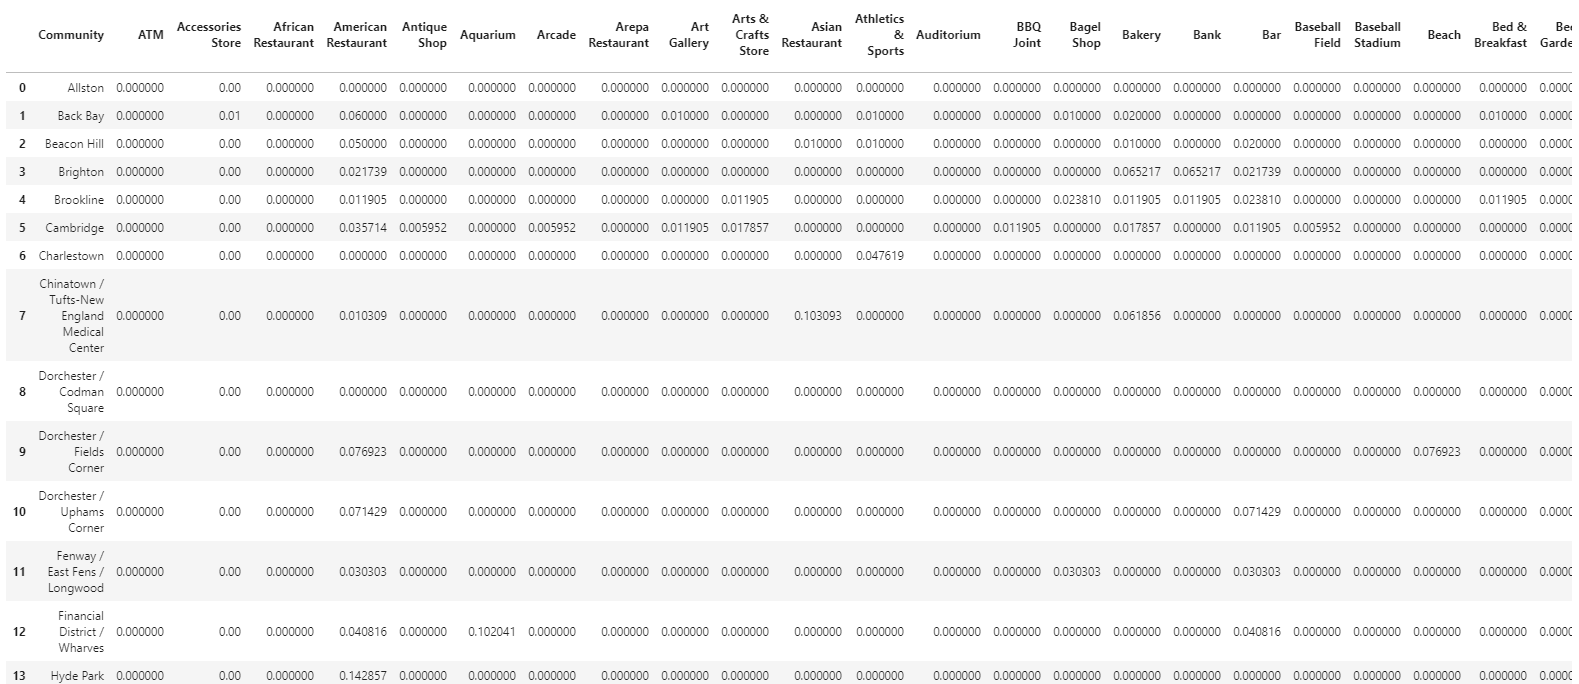 Community ATM Accessories Store African Restaurant American Restaurant Antique Shop Aquarium Arcade Arepa Restaurant Art Gallery Arts & Crafts Store Asian Restaurant Athletics & Sports Auditorium BBQ Joint Bagel Shop Bakery Bank Bar Baseball Field Baseball Stadium Beach Bed & Breakfast
0 Allston 0.000000 0.00 0.000000 0.000000 0.000000 0.000000 0.000000 0.000000 0.000000 0.000000 0.000000 0.000000 0.000000 0.000000 0.000000 0.000000 0.000000 0.000000 0.000000 0.000000 0.000000 0.000000
1 Back Bay 0.000000 0.01 0.000000 0.060000 0.000000 0.000000 0.000000 0.000000 0.010000 0.000000 0.000000 0.010000 0.000000 0.000000 0.010000 0.020000 0.000000 0.000000 0.000000 0.000000 0.000000 0.010000
2 Beacon Hill 0.000000 0.00 0.000000 0.050000 0.000000 0.000000 0.000000 0.000000 0.000000 0.000000 0.010000 0.010000 0.000000 0.000000 0.000000 0.010000 0.000000 0.020000 0.000000 0.000000 0.000000 0.000000
3 Brighton 0.000000 0.00 0.000000 0.021739 0.000000 0.000000 0.000000 0.000000 0.000000 0.000000 0.000000 0.000000 0.000000 0.000000 0.000000 0.065217 0.065217 0.021739 0.000000 0.000000 0.000000 0.000000
4 Brookline 0.000000 0.00 0.000000 0.011905 0.000000 0.000000 0.000000 0.000000 0.000000 0.011905 0.000000 0.000000 0.000000 0.000000 0.023810 0.011905 0.011905 0.023810 0.000000 0.000000 0.000000 0.011905
5 Cambridge 0.000000 0.00 0.000000 0.035714 0.005952 0.000000 0.005952 0.000000 0.011905 0.017857 0.000000 0.000000 0.000000 0.011905 0.000000 0.017857 0.000000 0.011905 0.005952 0.000000 0.000000 0.000000
6 Charlestown 0.000000 0.00 0.000000 0.000000 0.000000 0.000000 0.000000 0.000000 0.000000 0.000000 0.000000 0.047619 0.000000 0.000000 0.000000 0.000000 0.000000 0.000000 0.000000 0.000000 0.000000 0.000000
7 Chinatown / Tufts-New England Medical Center 0.000000 0.00 0.000000 0.010309 0.000000 0.000000 0.000000 0.000000 0.000000 0.000000 0.103093 0.000000 0.000000 0.000000 0.000000 0.061856 0.000000 0.000000 0.000000 0.000000 0.000000 0.000000
8 Dorchester / Codman Square 0.000000 0.00 0.000000 0.000000 0.000000 0.000000 0.000000 0.000000 0.000000 0.000000 0.000000 0.000000 0.000000 0.000000 0.000000 0.000000 0.000000 0.000000 0.000000 0.000000 0.000000 0.000000
9 Dorchester / Fields Corner 0.000000 0.00 0.000000 0.076923 0.000000 0.000000 0.000000 0.000000 0.000000 0.000000 0.000000 0.000000 0.000000 0.000000 0.000000 0.000000 0.000000 0.000000 0.000000 0.000000 0.076923 0.000000
10 Dorchester / Uphams Corner 0.000000 0.00 0.000000 0.071429 0.000000 0.000000 0.000000 0.000000 0.000000 0.000000 0.000000 0.000000 0.000000 0.000000 0.000000 0.000000 0.000000 0.071429 0.000000 0.000000 0.000000 0.000000
11 Fenway / East Fens / Longwood 0.000000 0.00 0.000000 0.030303 0.000000 0.000000 0.000000 0.000000 0.000000 0.000000 0.000000 0.000000 0.000000 0.000000 0.030303 0.000000 0.000000 0.030303 0.000000 0.000000 0.000000 0.000000
12 Financial District / Wharves 0.000000 0.00 0.000000 0.040816 0.000000 0.102041 0.000000 0.000000 0.000000 0.000000 0.000000 0.000000 0.000000 0.000000 0.000000 0.000000 0.000000 0.040816 0.000000 0.000000 0.000000 0.000000
13 Hyde Park 0.000000 0.00 0.000000 0.142857 0.000000 0.000000 0.000000 0.000000 0.000000 0.000000 0.000000 0.000000 0.000000 0.000000 0.000000 0.000000 0.000000 0.000000 0.000000 0.000000 0.000000 0.000000